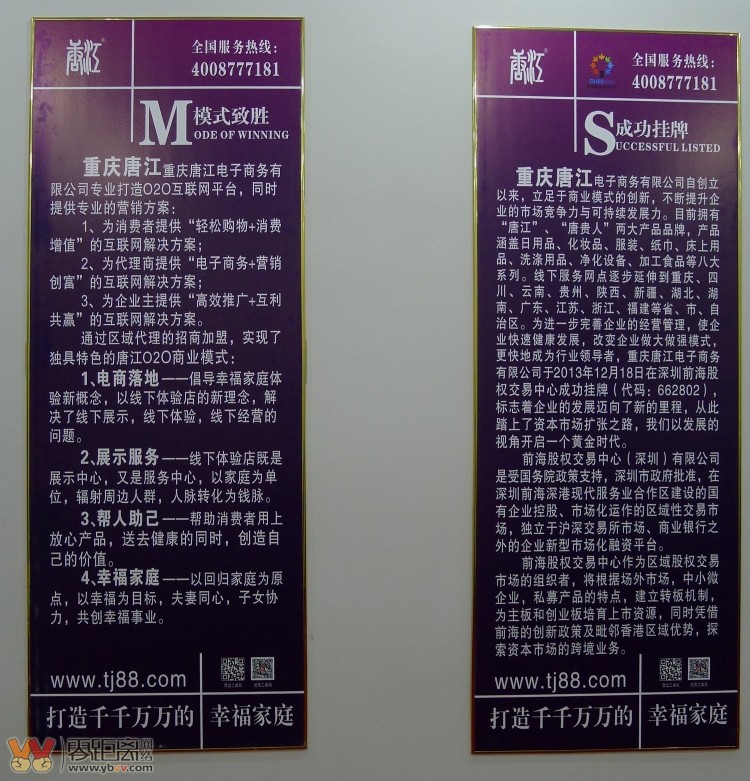 唐江
全国服务热线：
4008777181
模式致胜
MODE OF WINNING
重庆唐江重庆唐江电子商务有
限公司专业打造O2O互联网平台，同时
提供专业的营销方案：
1、为消费者提供“轻松购物+消费
增值”的互联网解决方案；
2、为代理商提供“电子商务+营销
创富”的互联网解决方案；
3、为企业主提供“高效推广+互利
共赢”的互联网解决方案。
通过区域代理的招商加盟，实现了
独具特色的唐江O2O商业模式：
1、电商落地——倡导幸福家庭体
验新概念，以线下体验店的新理念，解
决了线下展示，线下体验，线下经营的
问题。
2、展示服务——线下体验店既是
展示中心，又是服务中心，以家庭为单
位，辐射周边人群，人脉转化为钱脉。
3、帮人助己——帮助消费者用上
放心产品，送去健康的同时，创造自
己的价值。
4、幸福家庭——以回归家庭为原
点，以幸福为目标，夫妻同心，子女协
力，共创幸福事业。
www.tj88.com
打造千千万万的 幸福家庭
唐江
全国服务热线：
4008777181
成功挂牌
SUCCESSFUL LISTED
重庆唐江电子商务有限公司自创立
以来，立足于商业模式的创新，不断提升企
业的市场竞争力与可持续发展力。目前拥有
“唐江”、“唐贵人”两大产品品牌，产品
涵盖日用品、化妆品、服装、纸巾、床上用
品、洗涤用品、净化设备、加工食品等八大
系列。线下服务网点逐步延伸到重庆、四
川、云南、贵州、陕西、新疆、湖北、湖
南、广东、江苏、浙江、福建等省、市、自
治区。为进一步完善企业的经营管理，使企
业快速健康发展，改变企业做大做强模式，
更快地成为行业领导者，重庆唐江电子商务
有限公司于2013年12月18日在深圳前海股
权交易中心成功挂牌（代码：662802），
标志着企业的发展迈向了新的里程，从此
踏上了资本市场扩张之路，我们以发展的
视角开启一个黄金时代。
前海股权交易中心（深圳）有限公司
是受国务院政策支持，深圳市政府批准，在
深圳前海深港现代服务业合作区建设的国
有企业控股、市场化运作的区域性交易市
场，独立于沪深交易所市场、商业银行之
外的企业新型市场化融资平台。
前海股权交易中心作为区域股权交易
市场的组织者，将根据场外市场，中小微
企业，私募产品的特点，建立转板机制，
为主板和创业板培育上市资源，同时凭借
前海的创新政策及毗邻香港区域优势，探
索资本市场的跨境业务。
www.tj88.com
打造千千万万的 幸福家庭
零距离网络
www.ybvv.com